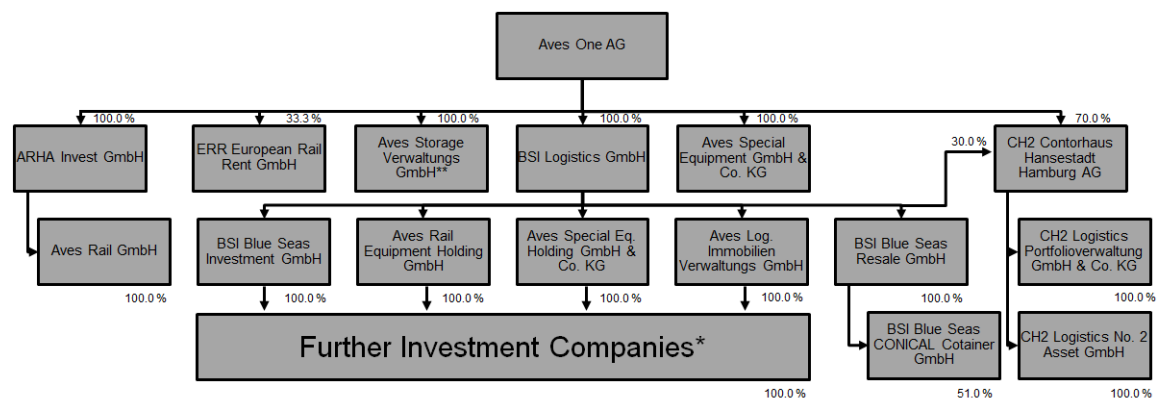 Aves One AG
100.0 %
33.3 %
100.0 %
100.0 %
100.0 %
70.0 %
ARHA Invest GmbH
ERR European Rail
Rent GmbH
Aves Storage
Verwaltungs
GmbH**
BSI Logistics GmbH
Aves Special
Equipment GmbH &
Co. KG
30.0 %
CH2 Contorhaus
Hansestadt
Hamburg AG
Aves Rail GmbH
BSI Blue Seas
Investment GmbH
Aves Rail
Equipment Holding
GmbH
Aves Special Eq.
Holding GmbH &
Co. KG
Aves Log.
Immobilien
Verwaltungs GmbH
BSI Blue Seas
Resale GmbH
CH2 Logistics
Portfolioverwaltung
GmbH & Co. KG
100.0 %
100.0 %
100.0 %
100.0 %
100.0 %
100.0 %
100.0 %
Further Investment Companies*
BSI Blue Seas
CONICAL Cotainer
GmbH
CH2 Logistics No. 2
Asset GmbH
100.0 %
51.0 %
100.0 %